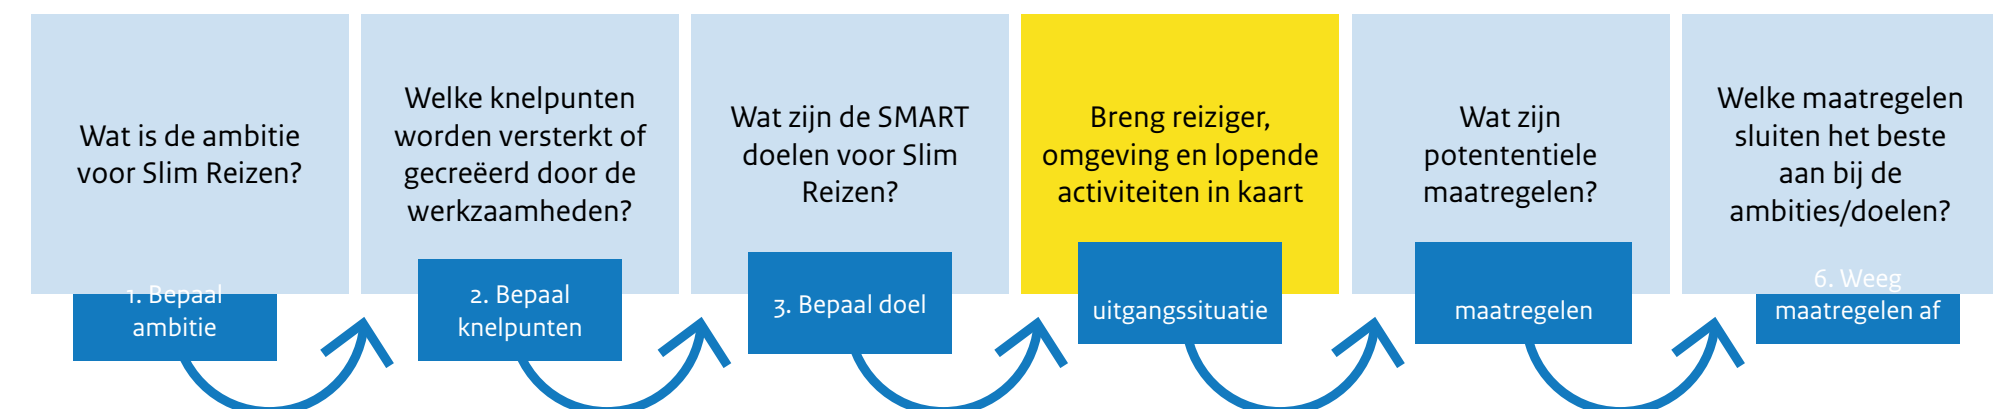 Wat is de ambitie
voor Slim Reizen?
1. Bepaal
ambitie
Welke knelpunten
worden versterkt of
gecreëerd door de
werkzaamheden?
2. Bepaal
knelpunten
Wat zijn de SMART
doelen voor Slim
Reizen?
3. Bepaal doel
Breng reiziger,
omgeving en lopende
activiteiten in kaart
uitgangssituatie
Wat zijn
potententiele
maatregelen?
maatregelen
Welke maatregelen
sluiten het beste
aan bij de
ambities/doelen?
6. Weeg
maatregelen af